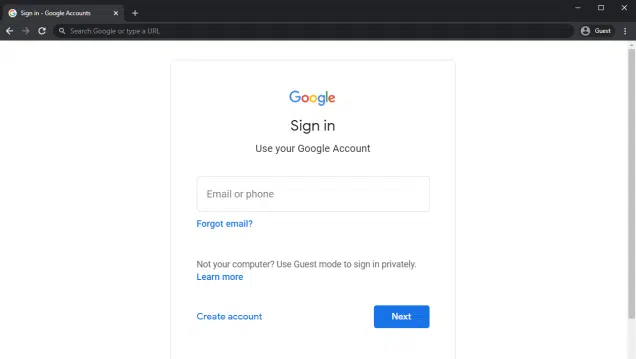 Sign in - Google Accounts
Search Google or type a URL
Guest
Google
Sign in
Use your Google Account
Email or phone
Forgot email?
Not your computer? Use Guest mode to sign in privately.
Learn more
Create account
Next